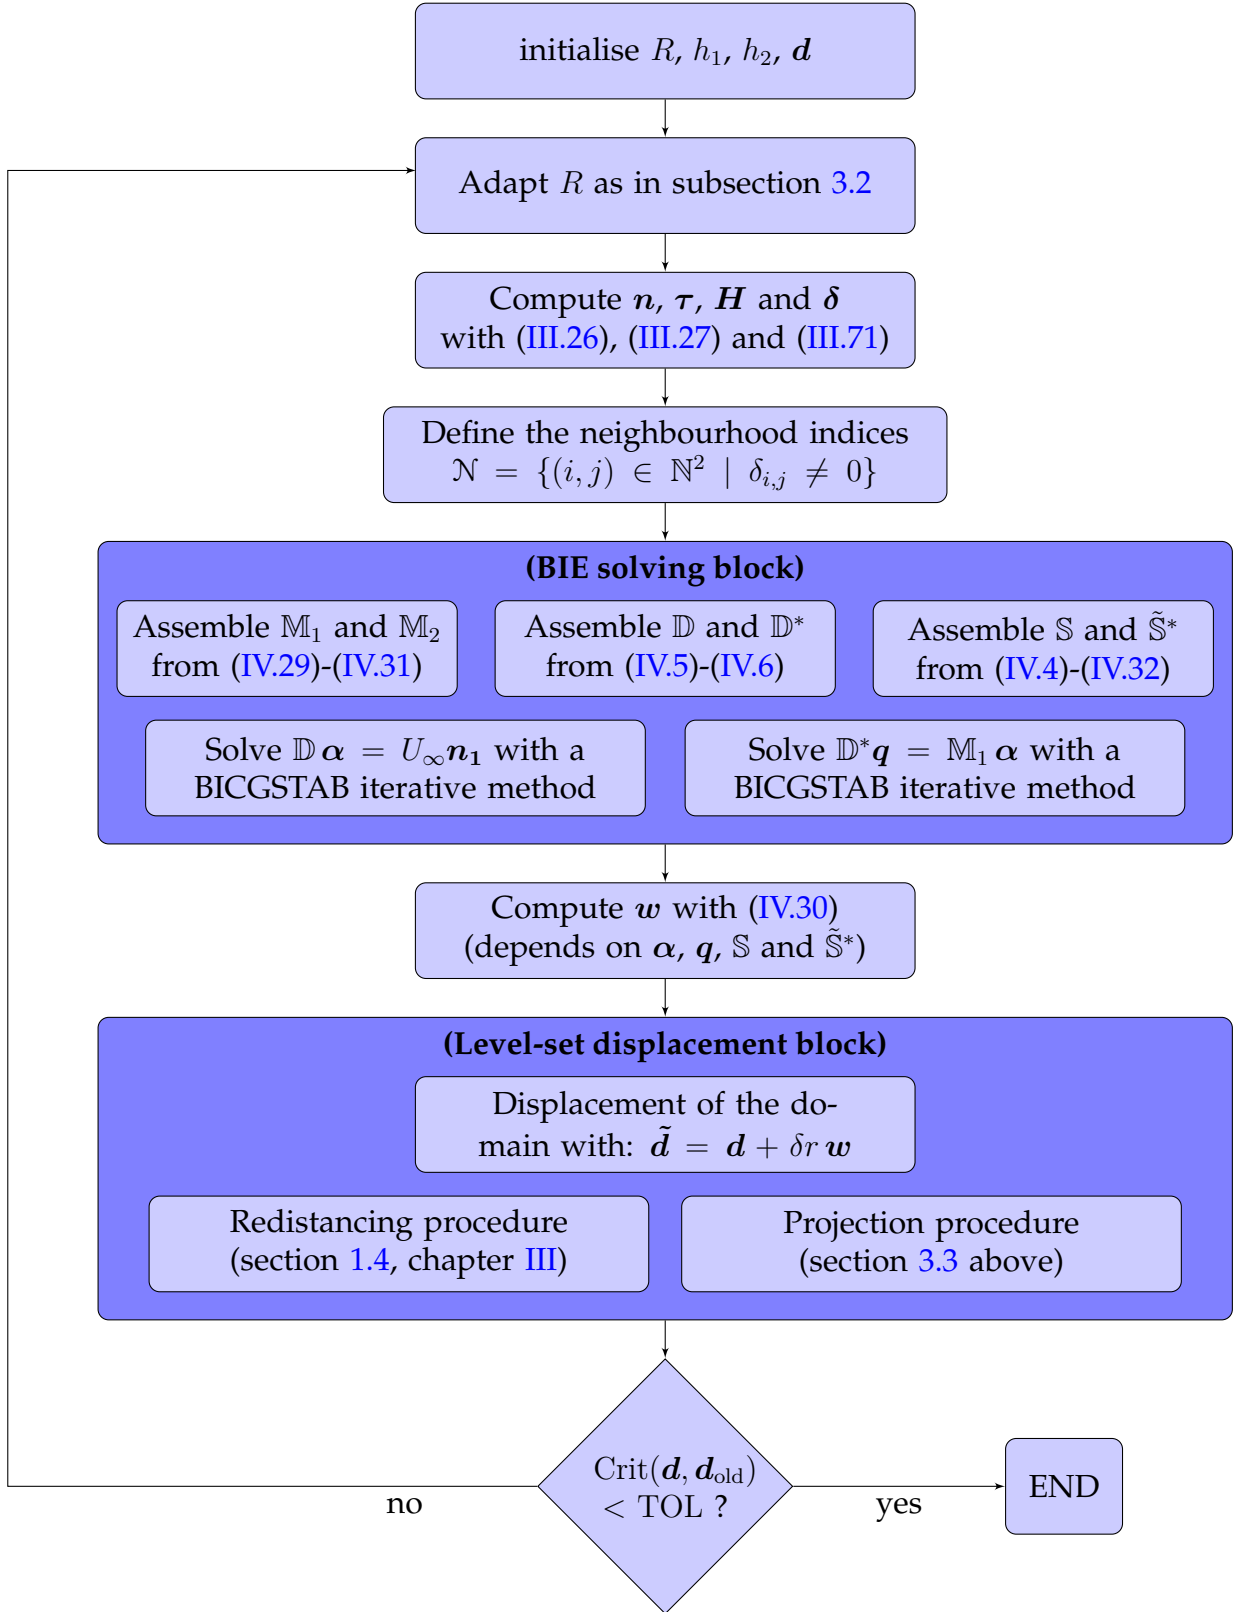 initialise R, h₁, h₂, d
Adapt R as in subsection 3.2
Compute n, τ, H and δ
with (III.26), (III.27) and (III.71)
Define the neighbourhood indices
𝒩 = {(i, j) ∈ ℕ² | δᵢ,ⱼ ≠ 0}
(BIE solving block)
Assemble 𝕄₁ and 𝕄₂
from (IV.29)-(IV.31)
Assemble 𝔻 and 𝔻*
from (IV.5)-(IV.6)
Assemble 𝕊 and 𝕊̃*
from (IV.4)-(IV.32)
Solve 𝔻 α = U∞n₁ with a
BICGSTAB iterative method
Solve 𝔻*q = 𝕄₁ α with a
BICGSTAB iterative method
Compute w with (IV.30)
(depends on α, q, 𝕊 and 𝕊̃*)
(Level-set displacement block)
Displacement of the do-
main with: d̃ = d + δr w
Redistancing procedure
(section 1.4, chapter III)
Projection procedure
(section 3.3 above)
Crit(d, d_old)
< TOL ?
no
yes
END